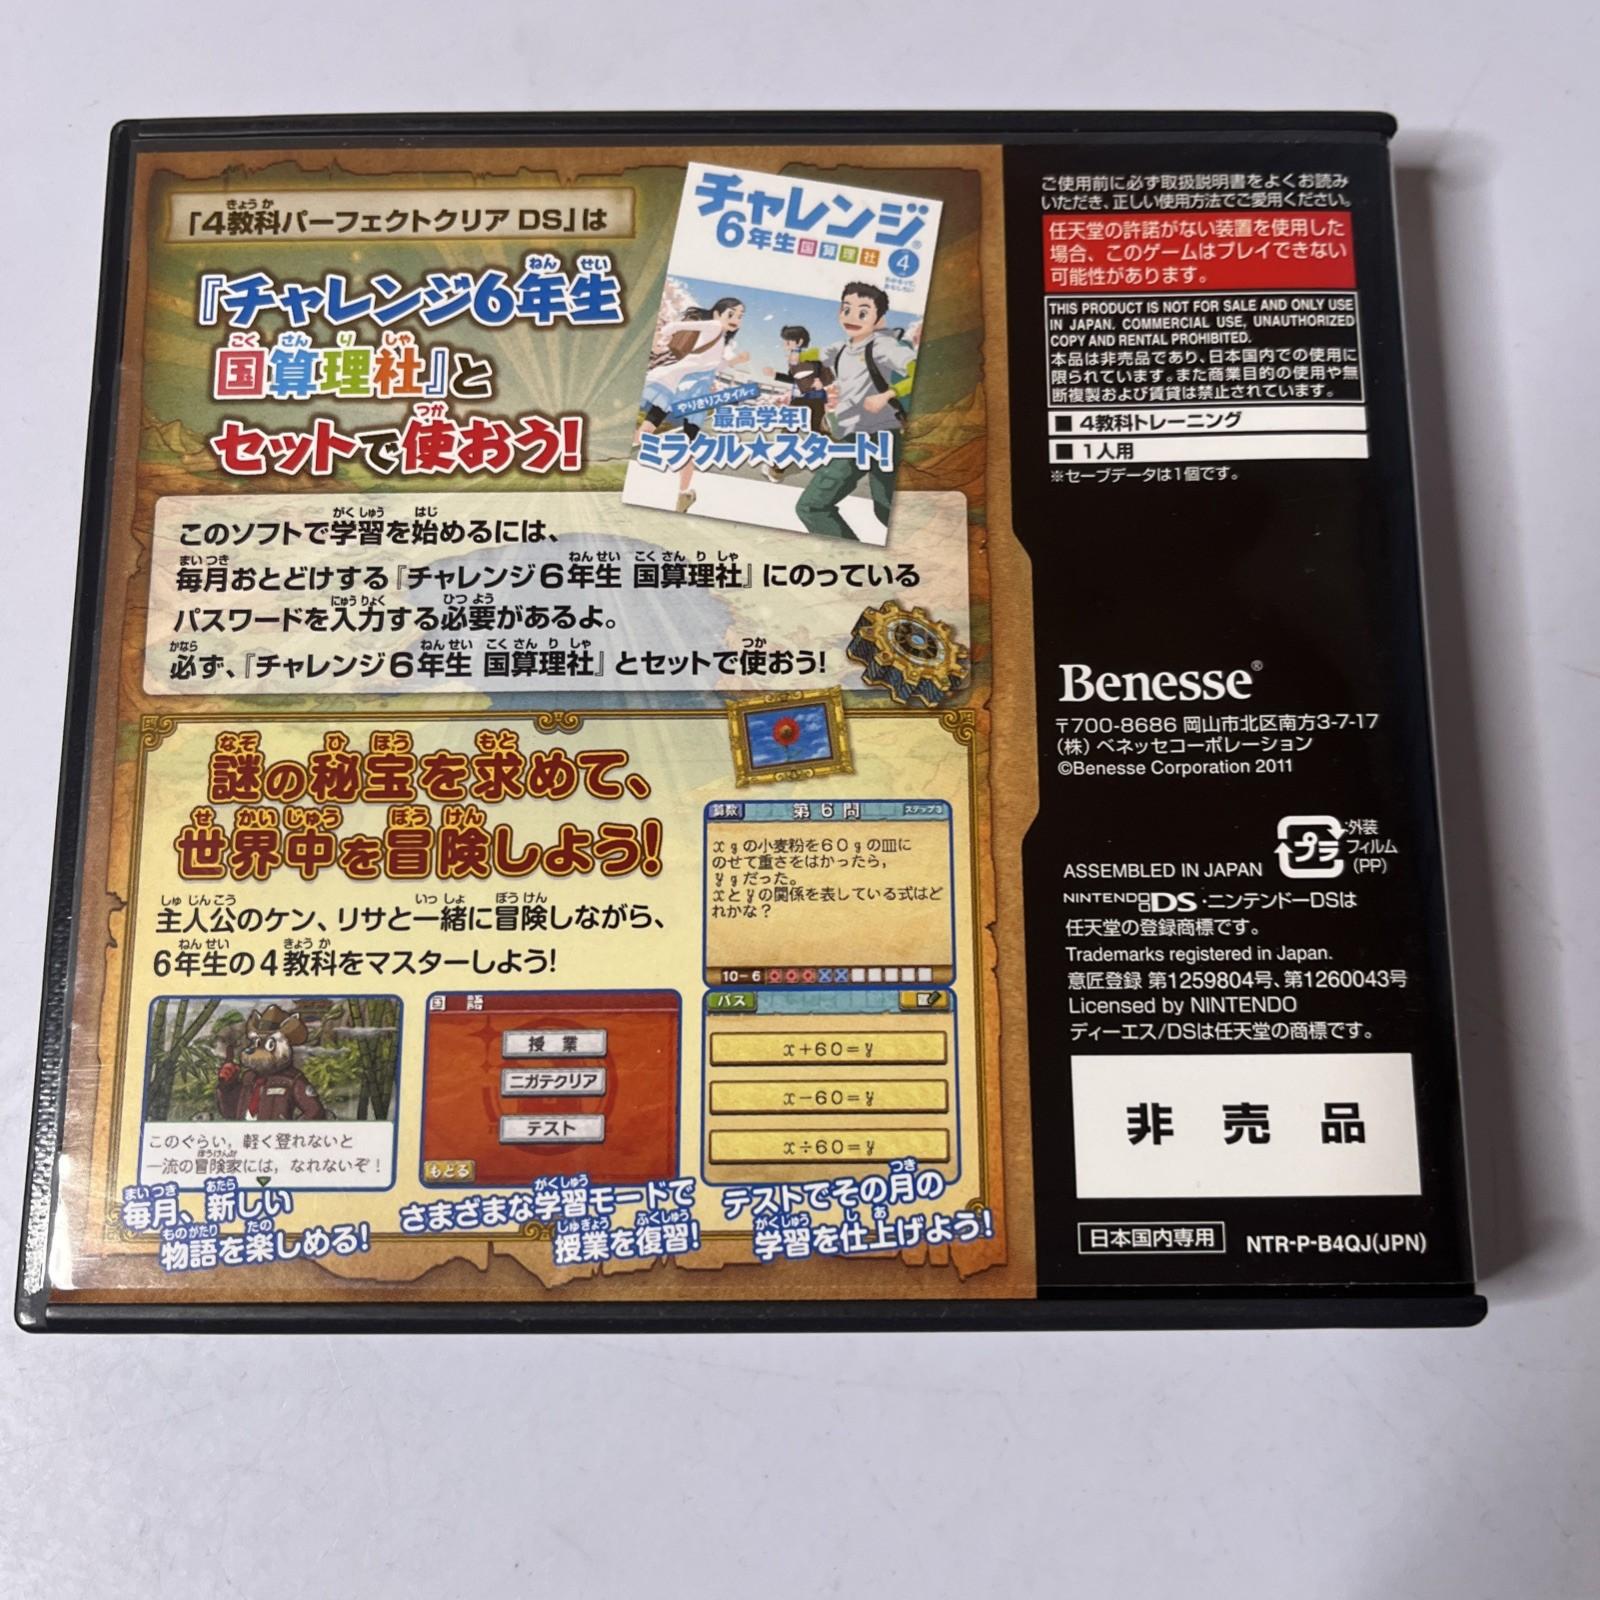 「4教科パーフェクトクリア DS」は
『チャレンジ6年生
国算理社』と
セットで使おう!
チャレンジ®
6年生 国算理社 4
やりきりスタイルで
最高学年!
ミラクル★スタート!
このソフトで学習を始めるには、
毎月おとどけする『チャレンジ6年生 国算理社』にのっている
パスワードを入力する必要があるよ。
必ず、『チャレンジ6年生 国算理社』とセットで使おう!
謎の秘宝を求めて、
世界中を冒険しよう!
主人公のケン、リサと一緒に冒険しながら、
6年生の4教科をマスターしよう!
このぐらい，軽く登れないと
一流の冒険家には，なれないぞ！
毎月、新しい
物語を楽しめる!
国 語
授 業
ニガテクリア
テスト
もどる
さまざまな学習モードで
授業を復習!
算数 第6問 ステップ3
xgの小麦粉を60gの皿に
のせて重さをはかったら，
ygだった。
xとyの関係を表している式はど
れかな？
10-6
パス
x+60=y
x-60=y
x÷60=y
テストでその月の
学習を仕上げよう!
ご使用前に必ず取扱説明書をよくお読み
いただき、正しい使用方法でご愛用ください。
任天堂の許諾がない装置を使用した
場合、このゲームはプレイできない
可能性があります。
THIS PRODUCT IS NOT FOR SALE AND ONLY USE
IN JAPAN. COMMERCIAL USE, UNAUTHORIZED
COPY AND RENTAL PROHIBITED.
本品は非売品であり、日本国内での使用に
限られています。また商業目的の使用や無
断複製および賃貸は禁止されています。
■ 4教科トレーニング
■ 1人用
※セーブデータは1個です。
Benesse®
〒700-8686 岡山市北区南方3-7-17
(株) ベネッセコーポレーション
©Benesse Corporation 2011
ASSEMBLED IN JAPAN
プラ
外装
フィルム
(PP)
NINTENDO DS・ニンテンドーDSは
任天堂の登録商標です。
Trademarks registered in Japan.
意匠登録 第1259804号、第1260043号
Licensed by NINTENDO
ディーエス/DSは任天堂の商標です。
非 売 品
日本国内専用
NTR-P-B4QJ(JPN)